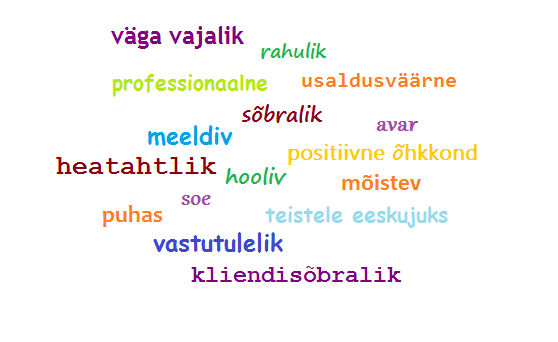 väga vajalik
rahulik
professionaalne
usaldusväärne
sõbralik
avar
meeldiv
positiivne õhkkond
heatahtlik
hooliv
mõistev
soe
puhas
teistele eeskujuks
vastutulelik
kliendisõbralik